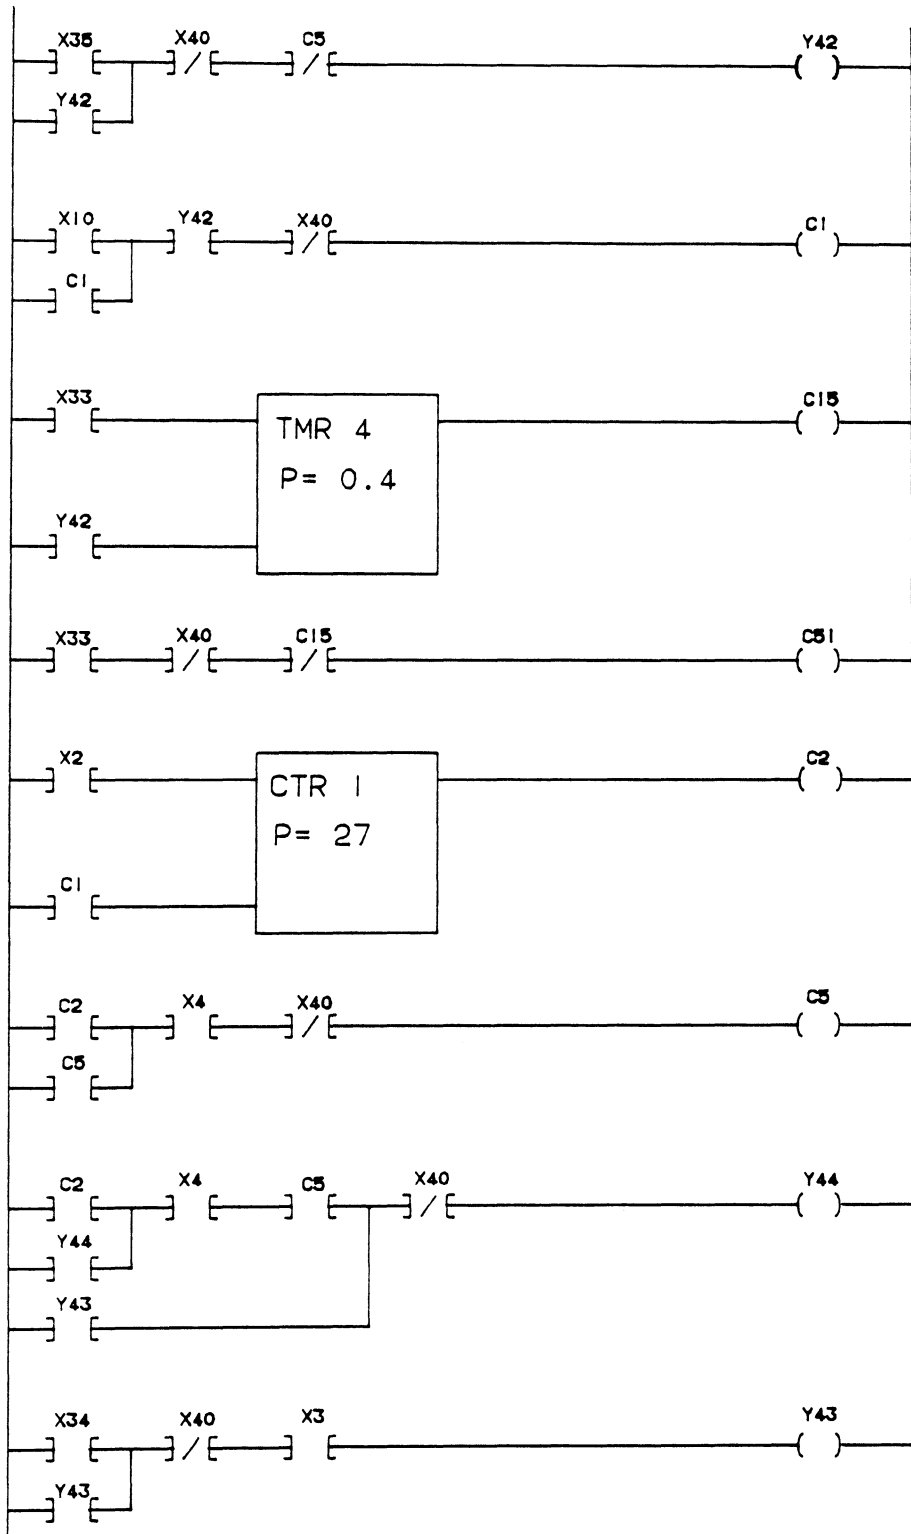 X35 X40 C5 Y42
Y42
X10 Y42 X40 C1
C1
X33 C15
TMR 4
P= 0.4
Y42
X33 X40 C15 C51
X2 C2
CTR 1
P= 27
C1
C2 X4 X40 C5
C5
C2 X4 C5 X40 Y44
Y44
Y43
X34 X40 X3 Y43
Y43